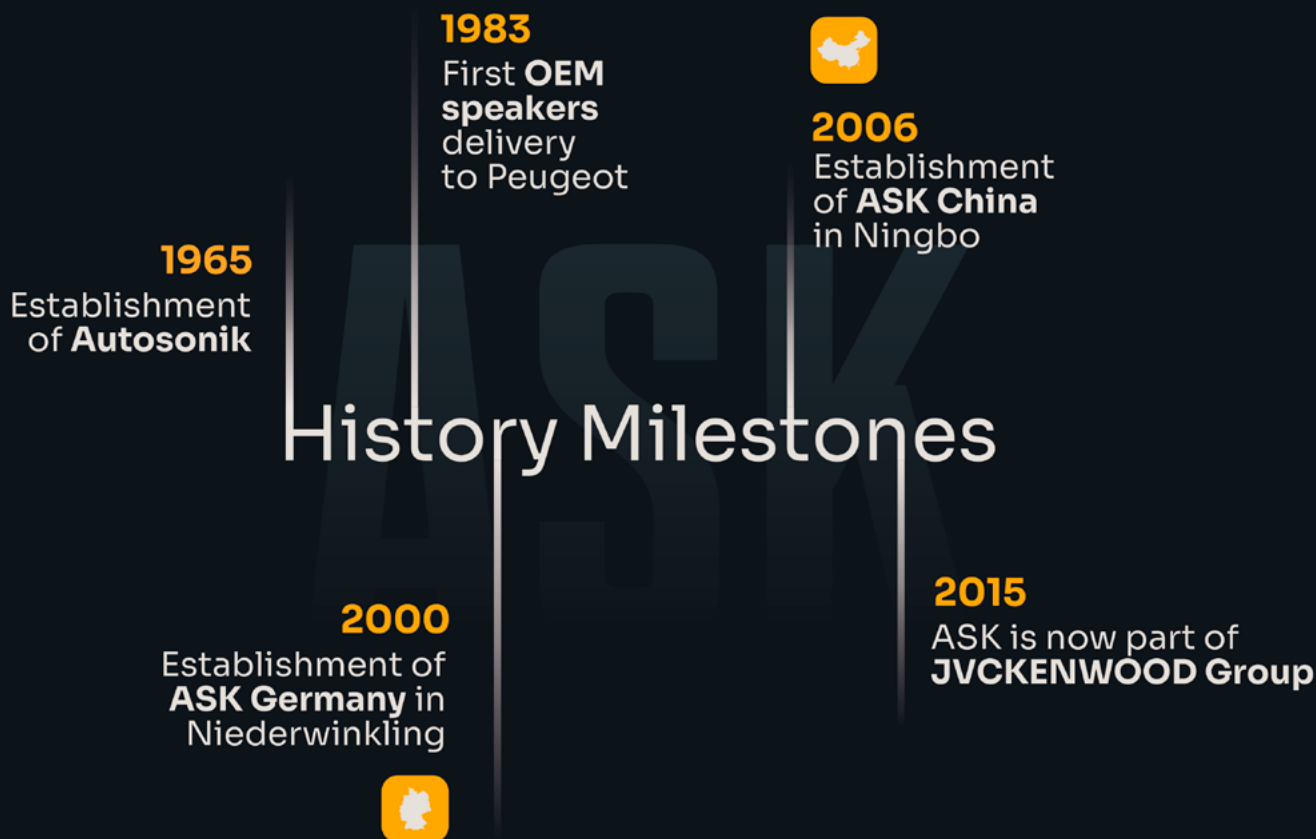 1983
First OEM
speakers
delivery
to Peugeot
2006
Establishment
of ASK China
in Ningbo
1965
Establishment
of Autosonik
ASK
History Milestones
2000
Establishment of
ASK Germany in
Niederwinkling
2015
ASK is now part of
JVCKENWOOD Group